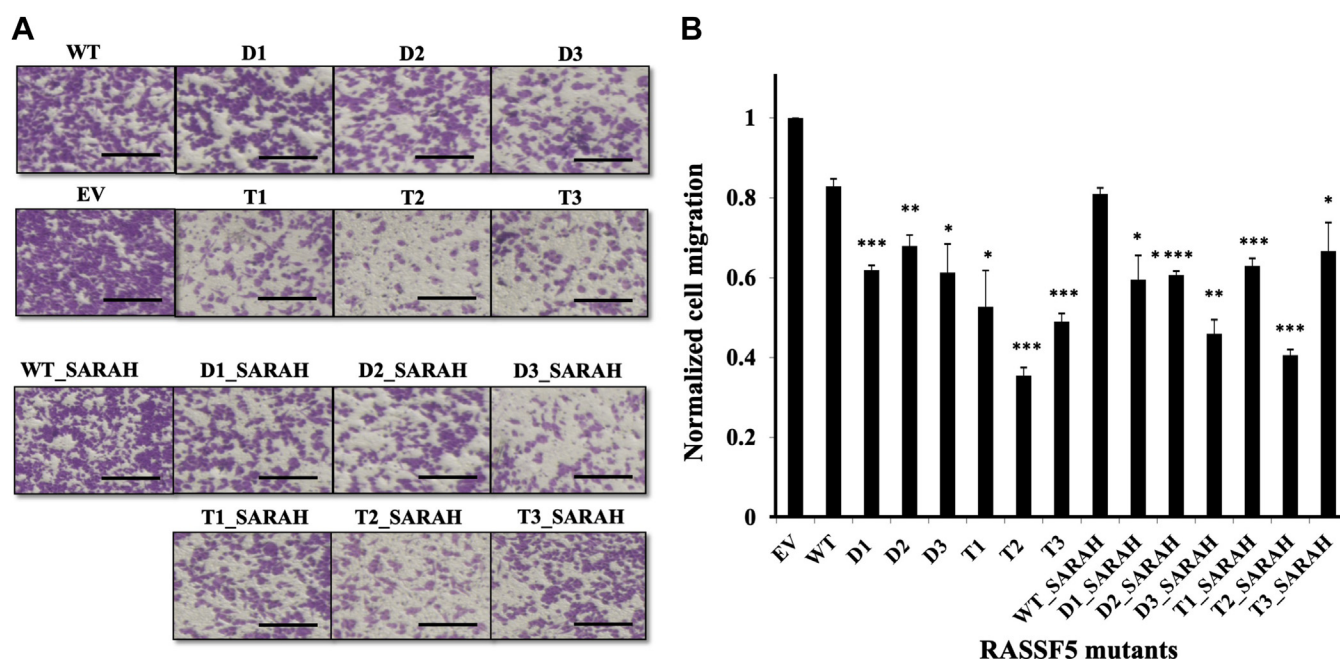 A
WT D1 D2 D3
EV T1 T2 T3
WT_SARAH D1_SARAH D2_SARAH D3_SARAH
T1_SARAH T2_SARAH T3_SARAH
B
Normalized cell migration
1
0.8
0.6
0.4
0.2
0
***
**
*
*
***
***
*
****
**
***
***
*
EV WT D1 D2 D3 T1 T2 T3 WT_SARAH D1_SARAH D2_SARAH D3_SARAH T1_SARAH T2_SARAH T3_SARAH
RASSF5 mutants